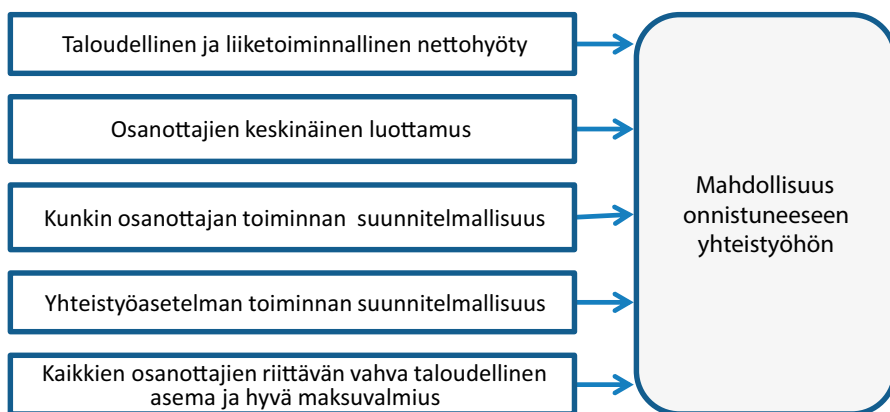 Taloudellinen ja liiketoiminnallinen nettohyöty
Osanottajien keskinäinen luottamus
Kunkin osanottajan toiminnan suunnitelmallisuus
Yhteistyöasetelman toiminnan suunnitelmallisuus
Kaikkien osanottajien riittävän vahva taloudellinen
asema ja hyvä maksuvalmius
Mahdollisuus
onnistuneeseen
yhteistyöhön